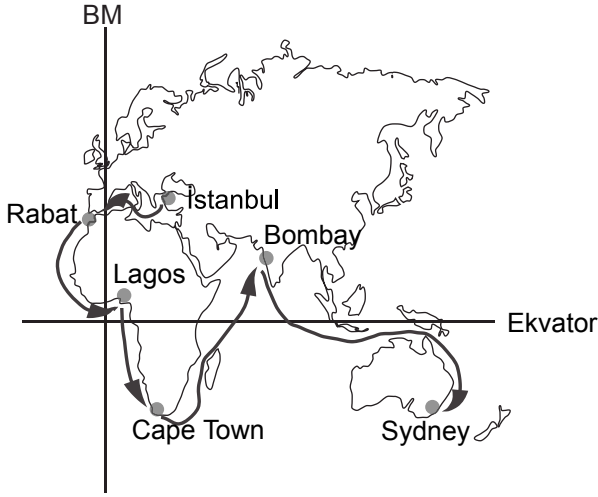 BM
İstanbul
Rabat
Bombay
Lagos
Ekvator
Cape Town
Sydney